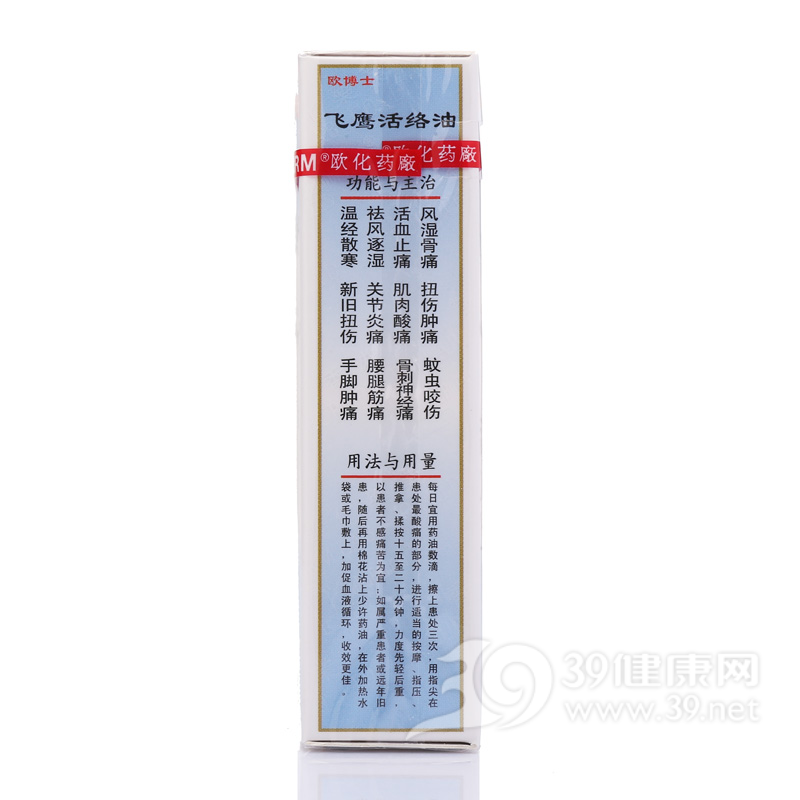 欧博士
飞鹰活络油
®欧化药廠
RM®欧化药廠
功能与主治
风湿骨痛
活血止痛
祛风逐湿
温经散寒
扭伤肿痛
肌肉酸痛
关节炎痛
新旧扭伤
蚊虫咬伤
骨刺神经痛
腰腿筋痛
手脚肿痛
用法与用量
每日宜用药油数滴，擦上患处三次，用指尖在
患处最酸痛的部分，进行适当的按摩、指压、
推拿、揉按十五至二十分钟，力度先轻后重，
以患者不感痛苦为宜；如属严重患者或远年旧
患，随后再用棉花沾上少许药油，在外加热水
袋或毛巾敷上，加促血液循环，收效更佳。
39健康网
www.39.net